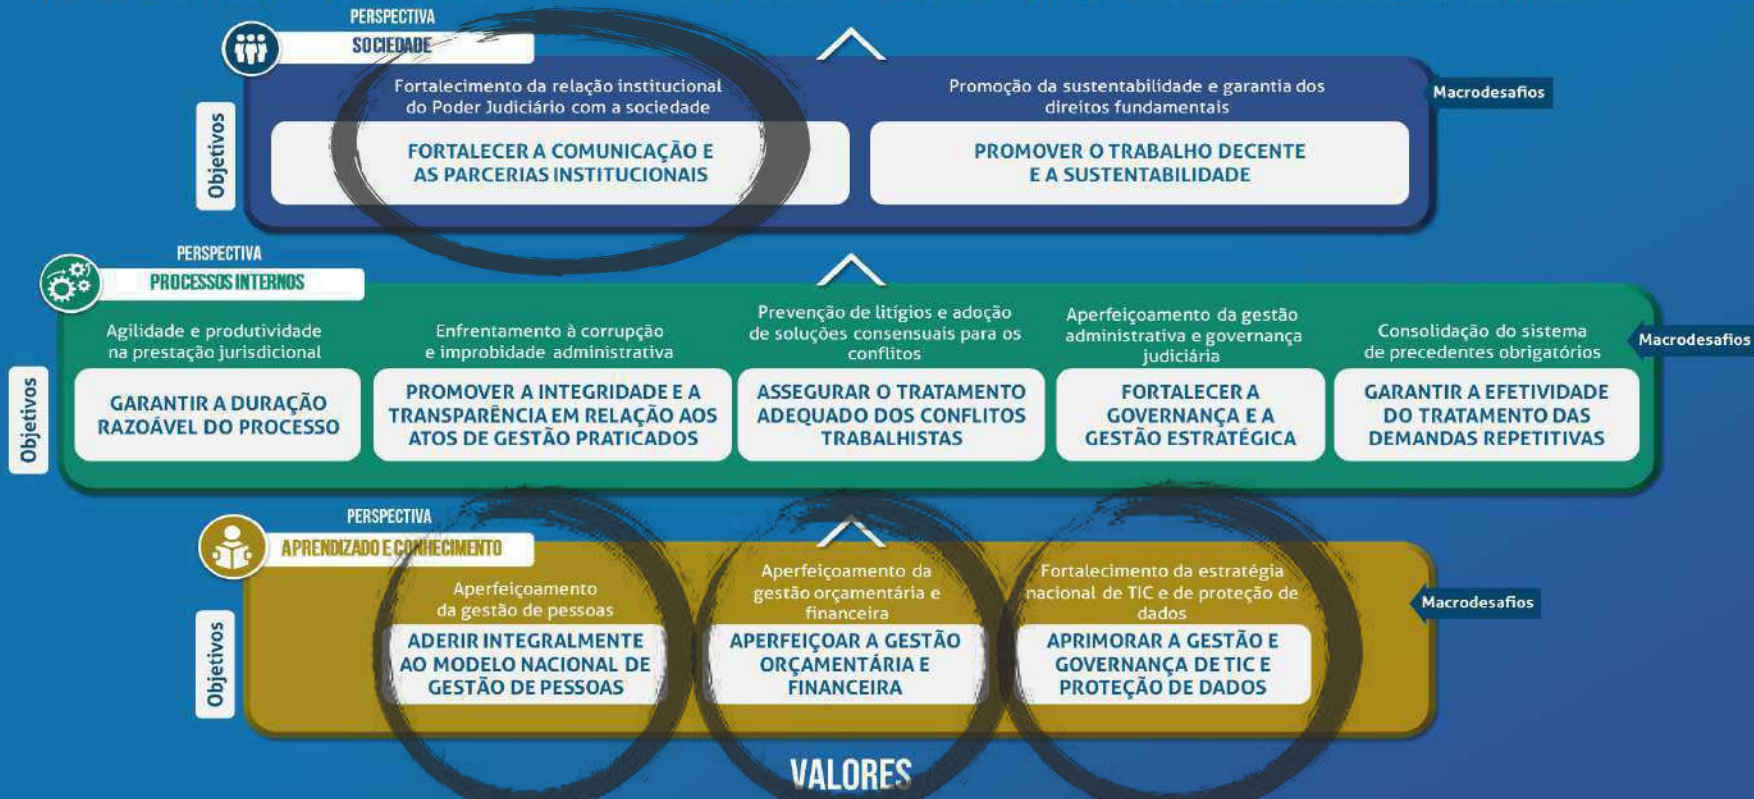 PERSPECTIVA
SOCIEDADE
Fortalecimento da relação institucional
do Poder Judiciário com a sociedade
Promoção da sustentabilidade e garantia dos
direitos fundamentais
Macrodesafios
Objetivos
FORTALECER A COMUNICAÇÃO E
AS PARCERIAS INSTITUCIONAIS
PROMOVER O TRABALHO DECENTE
E A SUSTENTABILIDADE
PERSPECTIVA
PROCESSOS INTERNOS
Agilidade e produtividade
na prestação jurisdicional
Enfrentamento à corrupção
e improbidade administrativa
Prevenção de litígios e adoção
de soluções consensuais para os
conflitos
Aperfeiçoamento da gestão
administrativa e governança
judiciária
Consolidação do sistema
de precedentes obrigatórios
Macrodesafios
Objetivos
GARANTIR A DURAÇÃO
RAZOÁVEL DO PROCESSO
PROMOVER A INTEGRIDADE E A
TRANSPARÊNCIA EM RELAÇÃO AOS
ATOS DE GESTÃO PRATICADOS
ASSEGURAR O TRATAMENTO
ADEQUADO DOS CONFLITOS
TRABALHISTAS
FORTALECER A
GOVERNANÇA E A
GESTÃO ESTRATÉGICA
GARANTIR A EFETIVIDADE
DO TRATAMENTO DAS
DEMANDAS REPETITIVAS
PERSPECTIVA
APRENDIZADO E CONHECIMENTO
Aperfeiçoamento
da gestão de pessoas
Aperfeiçoamento da
gestão orçamentária e
financeira
Fortalecimento da estratégia
nacional de TIC e de proteção de
dados
Macrodesafios
Objetivos
ADERIR INTEGRALMENTE
AO MODELO NACIONAL DE
GESTÃO DE PESSOAS
APERFEIÇOAR A GESTÃO
ORÇAMENTÁRIA E
FINANCEIRA
APRIMORAR A GESTÃO E
GOVERNANÇA DE TIC E
PROTEÇÃO DE DADOS
VALORES